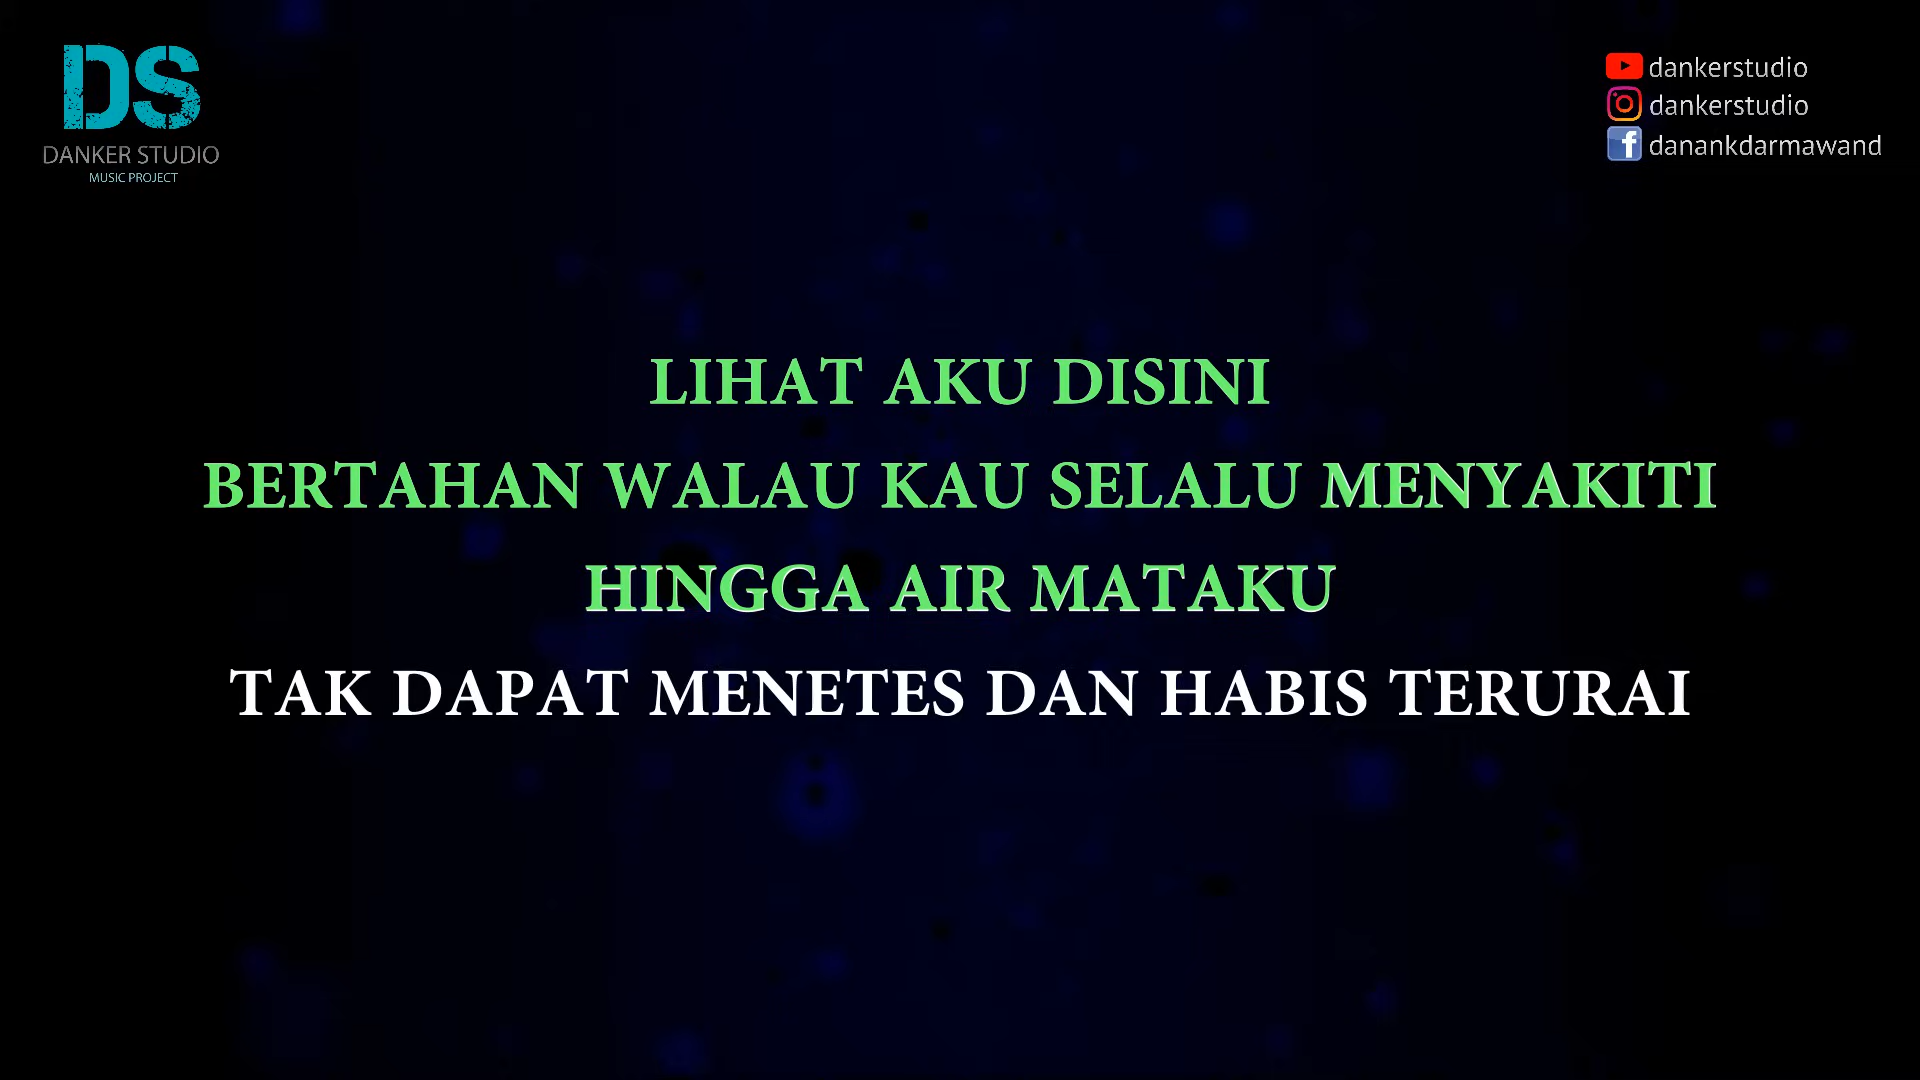 DS
DANKER STUDIO
MUSIC PROJECT
dankerstudio
dankerstudio
danankdarmawand
LIHAT AKU DISINI
BERTAHAN WALAU KAU SELALU MENYAKITI
HINGGA AIR MATAKU
TAK DAPAT MENETES DAN HABIS TERURAI